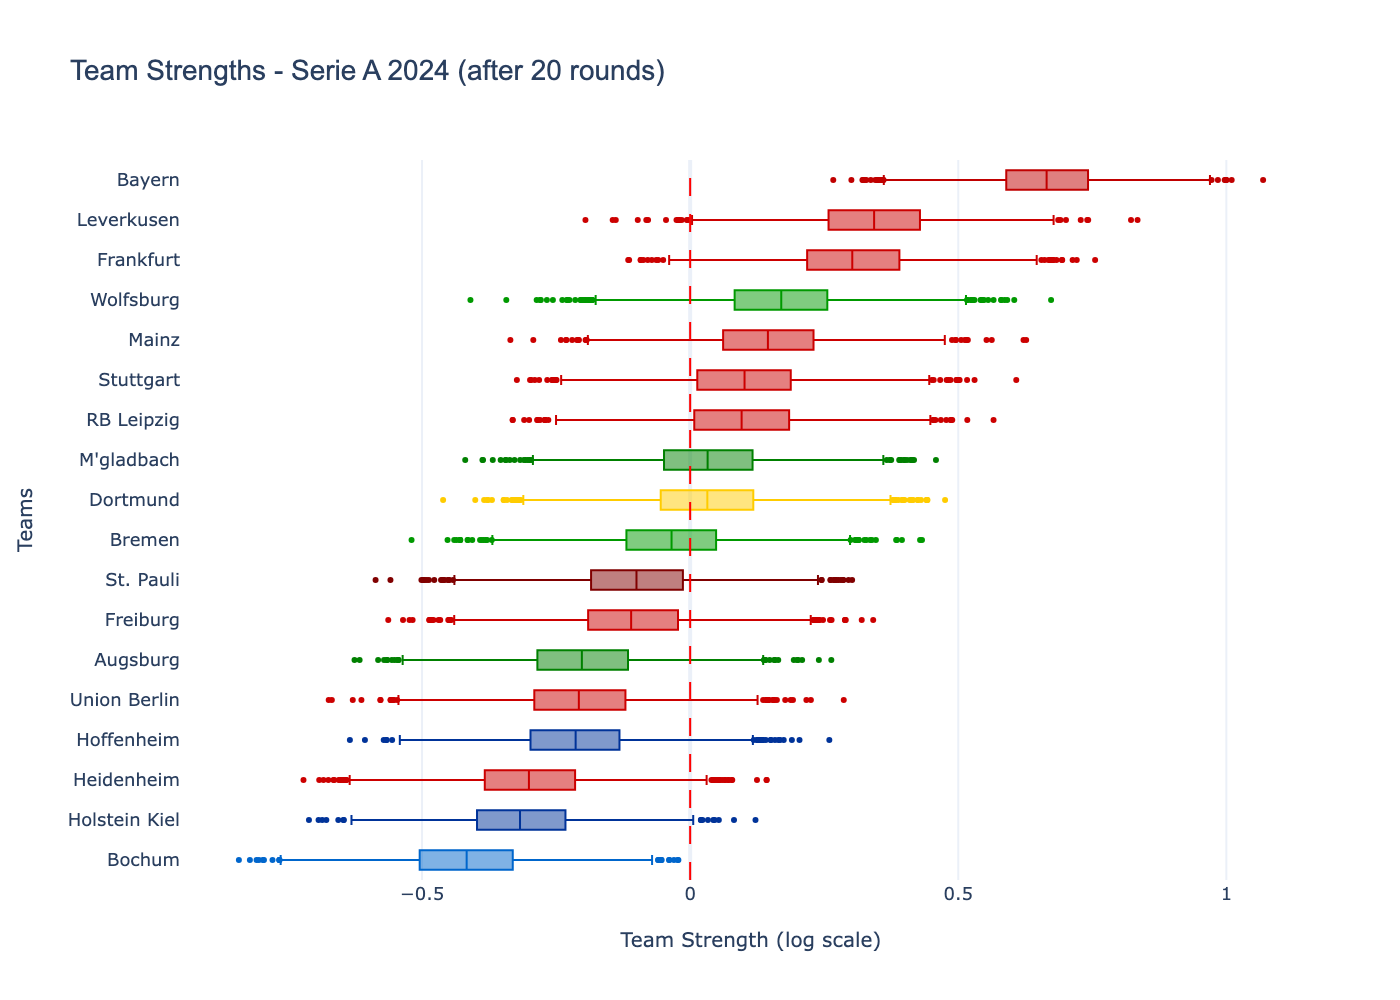 Team Strengths - Serie A 2024 (after 20 rounds)
Bayern
Leverkusen
Frankfurt
Wolfsburg
Mainz
Stuttgart
RB Leipzig
M'gladbach
Dortmund
Bremen
St. Pauli
Freiburg
Augsburg
Union Berlin
Hoffenheim
Heidenheim
Holstein Kiel
Bochum
Teams
−0.5 0 0.5 1
Team Strength (log scale)